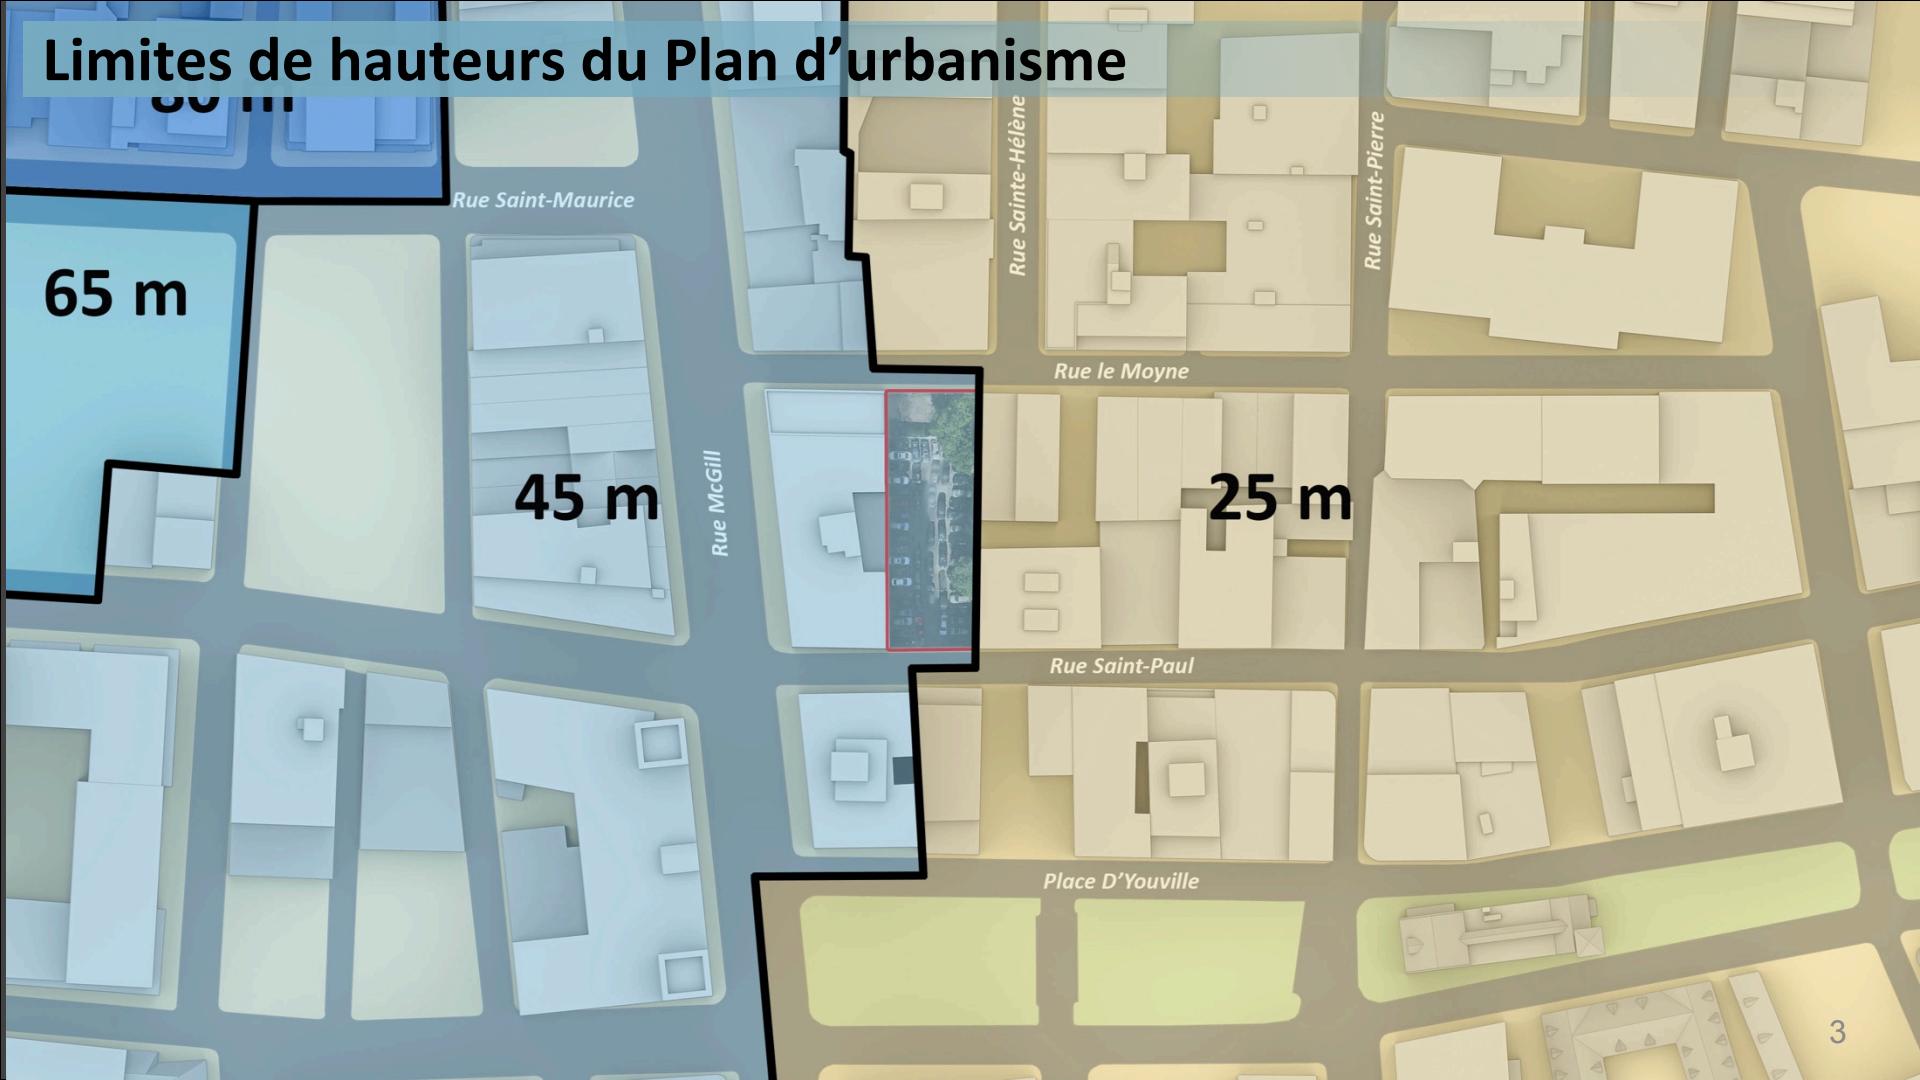 Limites de hauteurs du Plan d’urbanisme
80 m
Rue Saint-Maurice
65 m
Rue Sainte-Hélène
Rue Saint-Pierre
Rue le Moyne
45 m
Rue McGill
25 m
Rue Saint-Paul
Place D’Youville
3